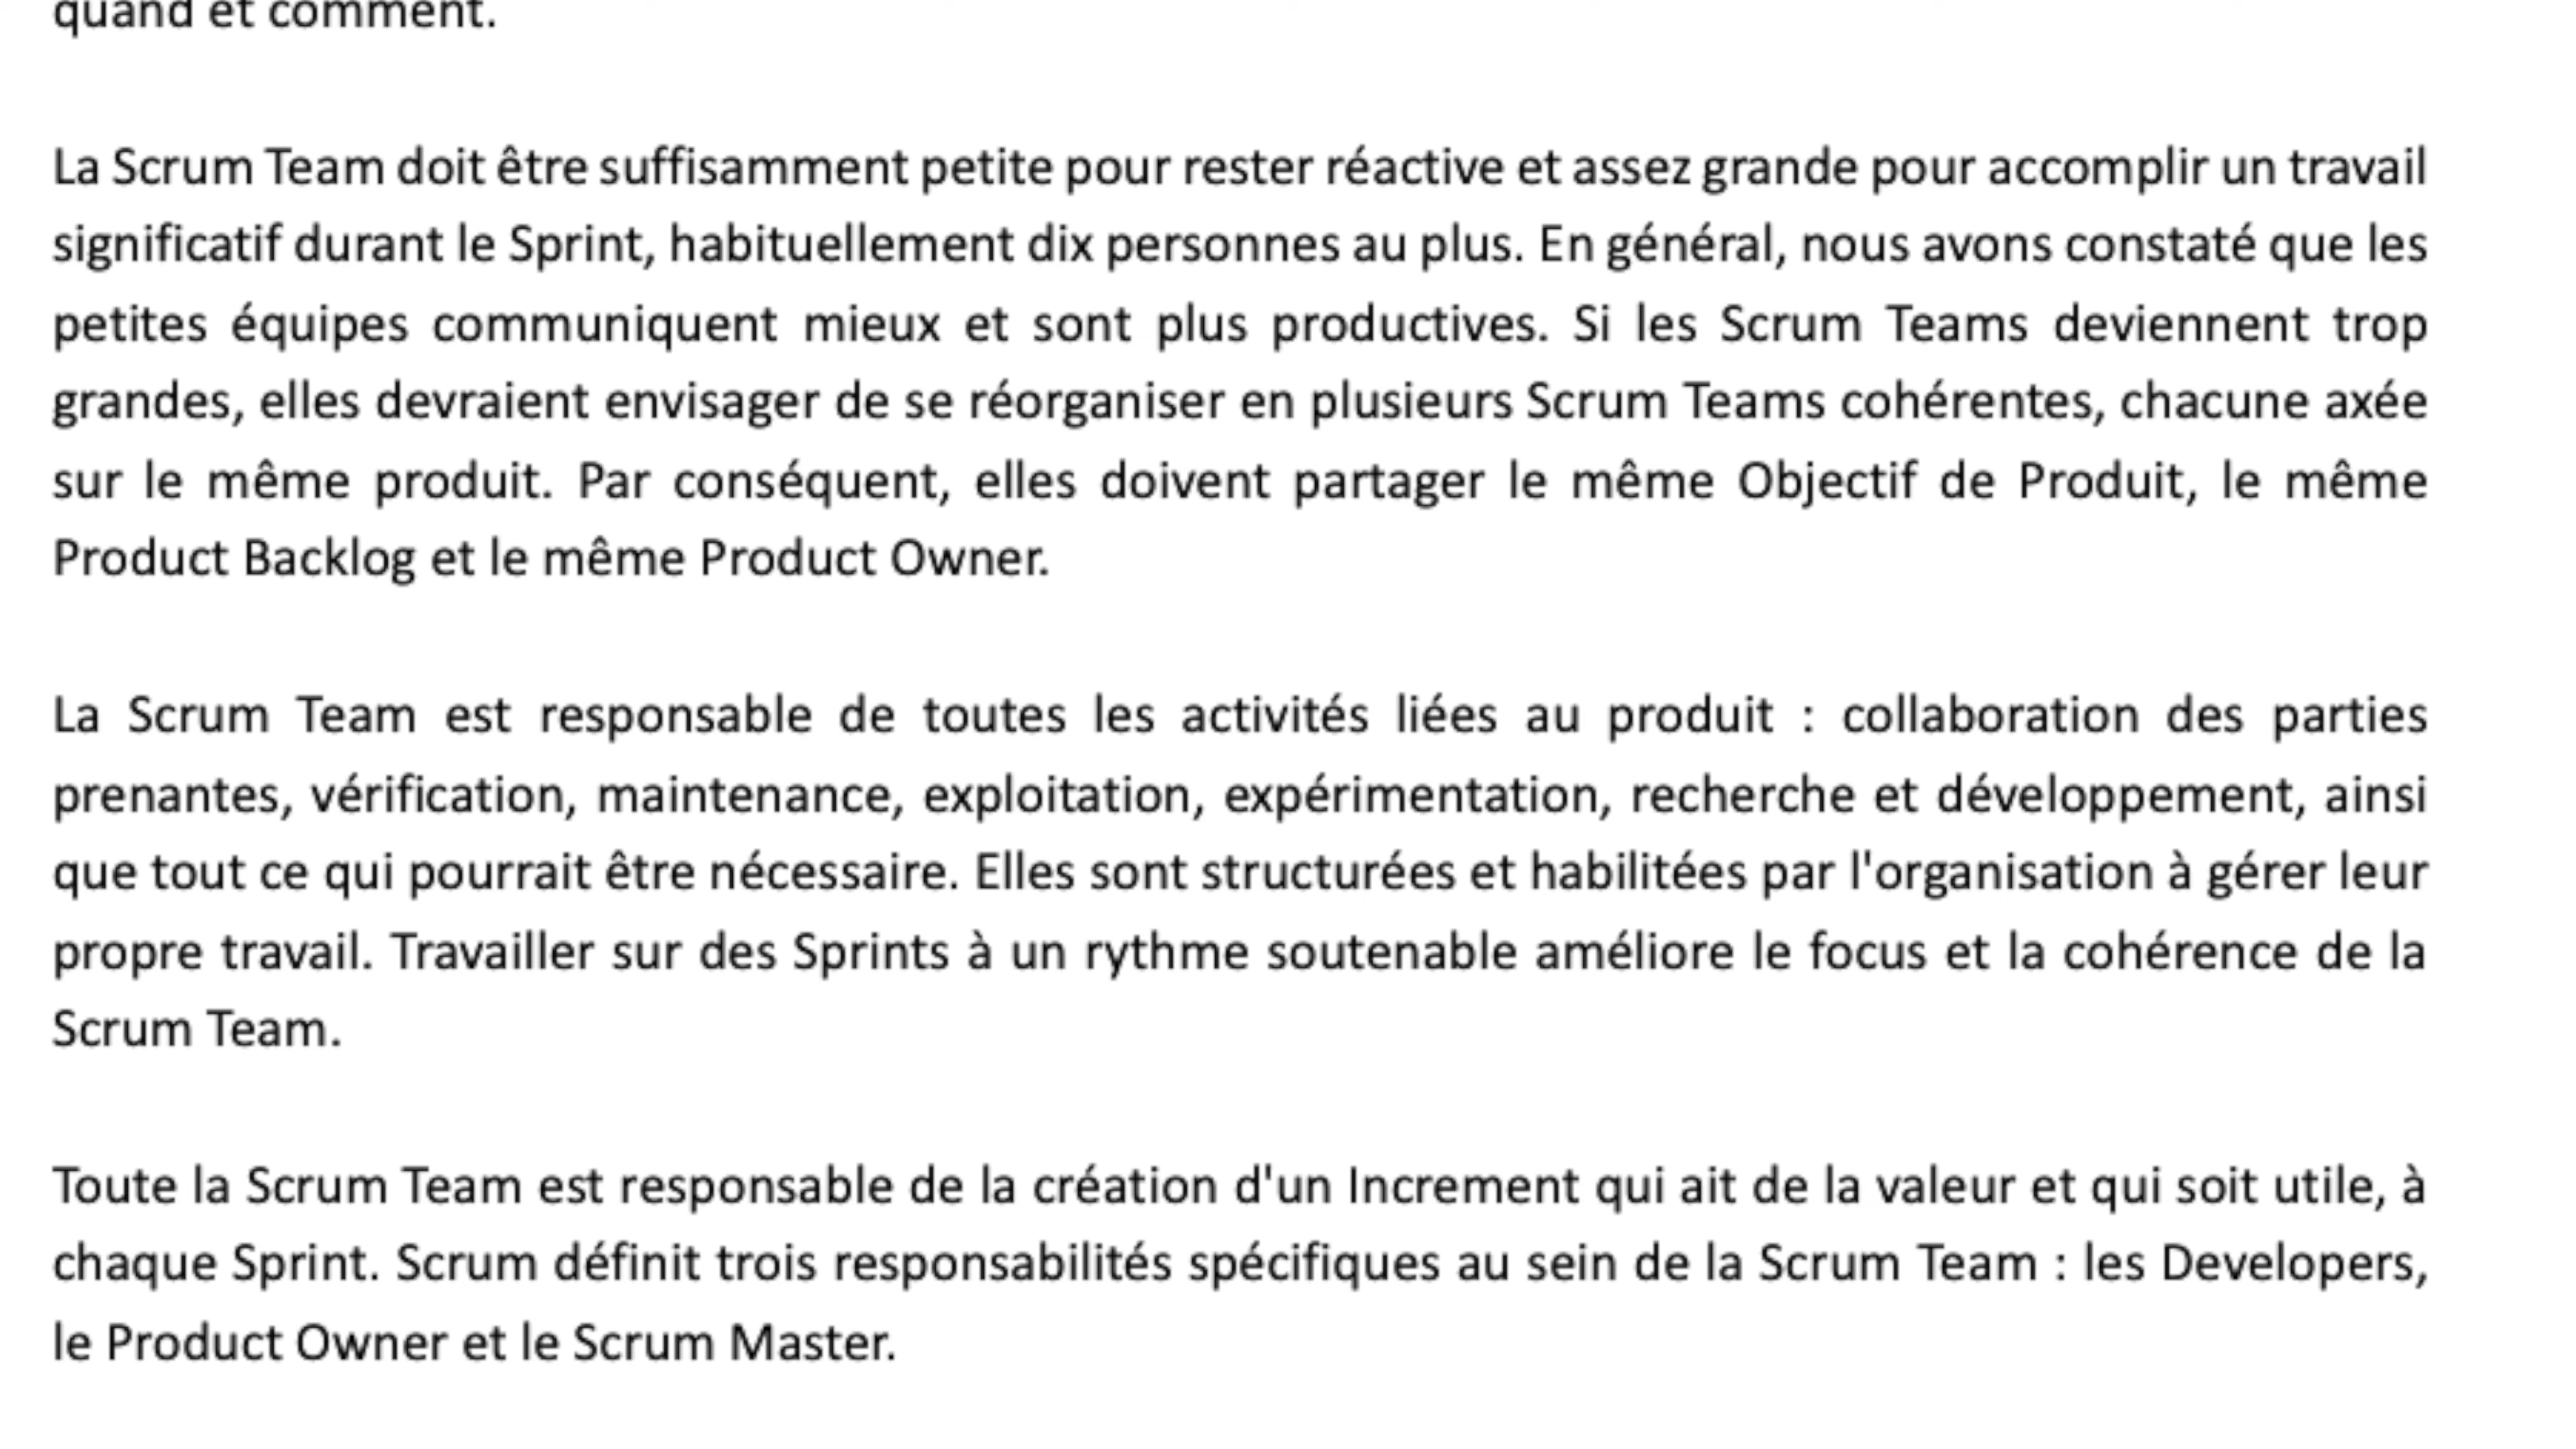 quand et comment.
La Scrum Team doit être suffisamment petite pour rester réactive et assez grande pour accomplir un travail
significatif durant le Sprint, habituellement dix personnes au plus. En général, nous avons constaté que les
petites équipes communiquent mieux et sont plus productives. Si les Scrum Teams deviennent trop
grandes, elles devraient envisager de se réorganiser en plusieurs Scrum Teams cohérentes, chacune axée
sur le même produit. Par conséquent, elles doivent partager le même Objectif de Produit, le même
Product Backlog et le même Product Owner.
La Scrum Team est responsable de toutes les activités liées au produit : collaboration des parties
prenantes, vérification, maintenance, exploitation, expérimentation, recherche et développement, ainsi
que tout ce qui pourrait être nécessaire. Elles sont structurées et habilitées par l'organisation à gérer leur
propre travail. Travailler sur des Sprints à un rythme soutenable améliore le focus et la cohérence de la
Scrum Team.
Toute la Scrum Team est responsable de la création d'un Increment qui ait de la valeur et qui soit utile, à
chaque Sprint. Scrum définit trois responsabilités spécifiques au sein de la Scrum Team : les Developers,
le Product Owner et le Scrum Master.